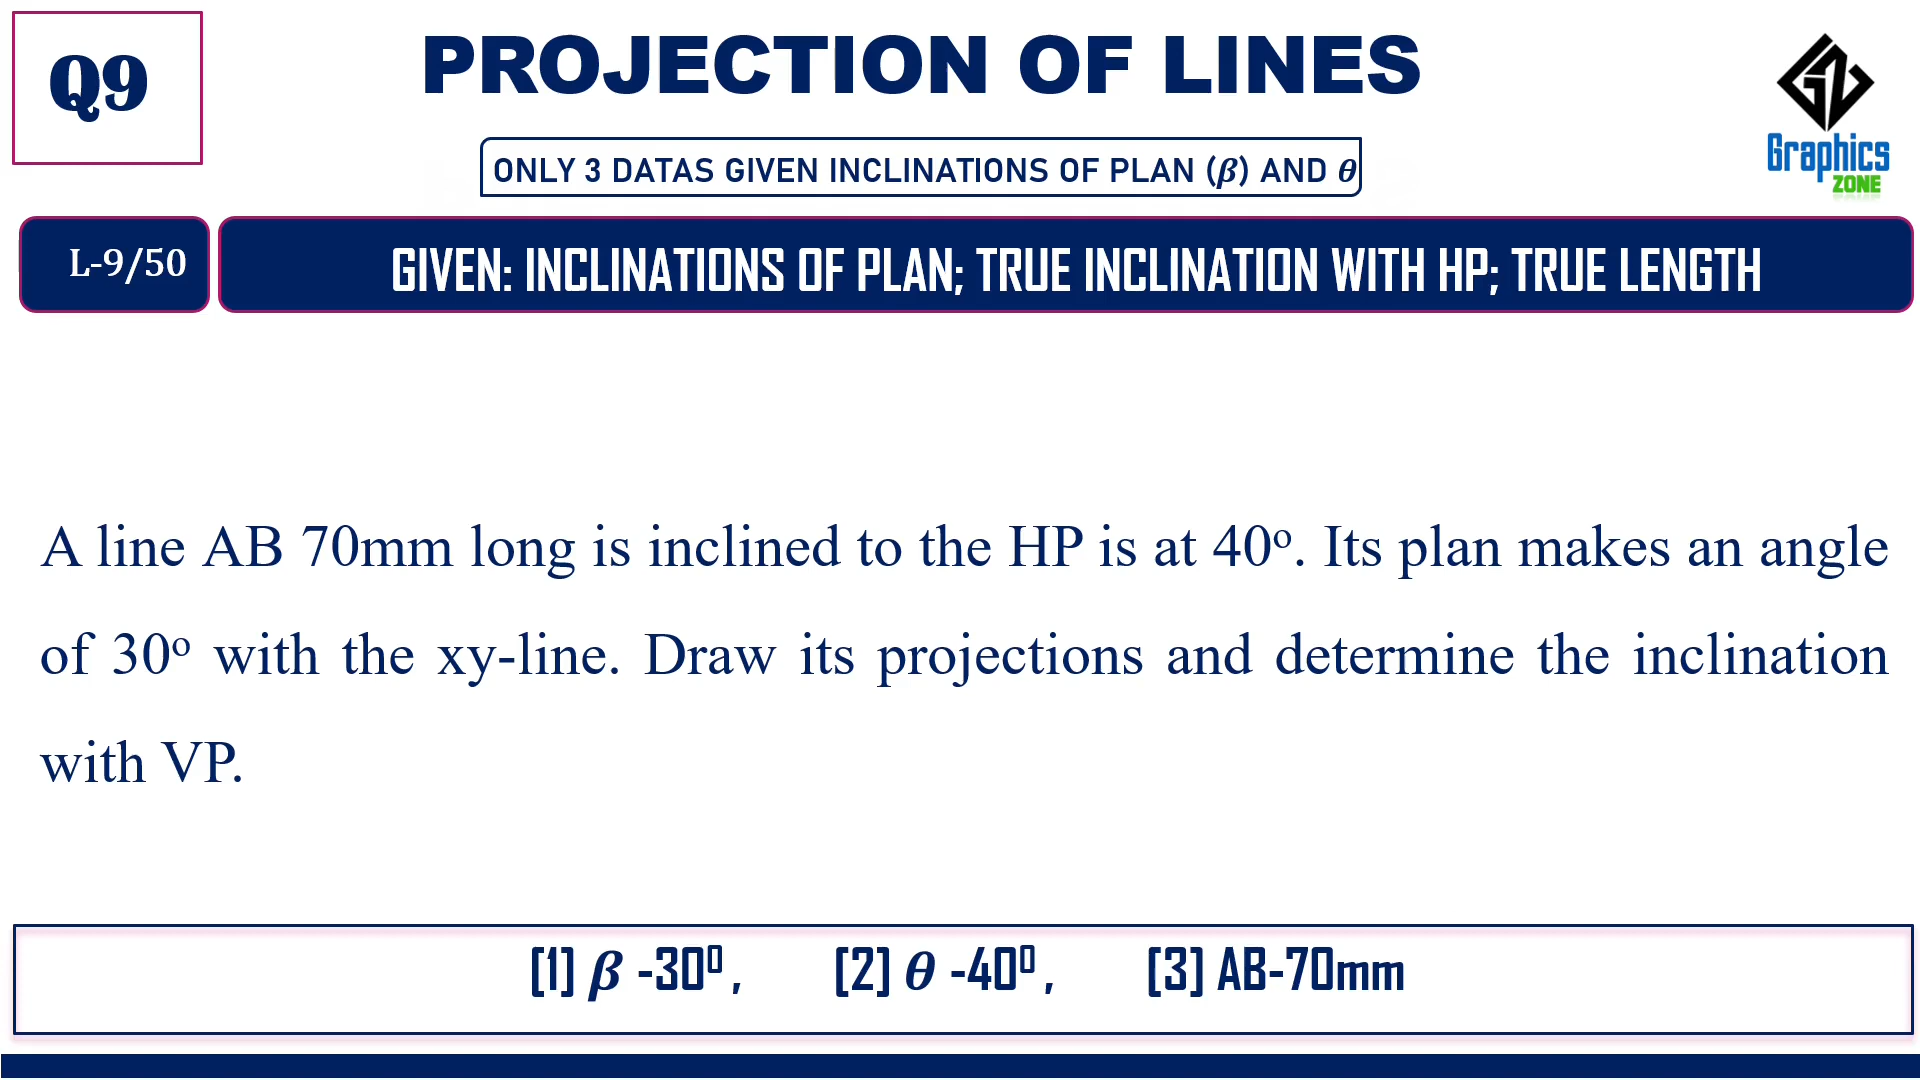 Q9
PROJECTION OF LINES
ONLY 3 DATAS GIVEN INCLINATIONS OF PLAN (β) AND θ
Graphics
ZONE
L-9/50
GIVEN: INCLINATIONS OF PLAN; TRUE INCLINATION WITH HP; TRUE LENGTH
A line AB 70mm long is inclined to the HP is at 40º. Its plan makes an angle
of 30º with the xy-line. Draw its projections and determine the inclination
with VP.
[1] β -30⁰ , [2] θ -40⁰ , [3] AB-70mm